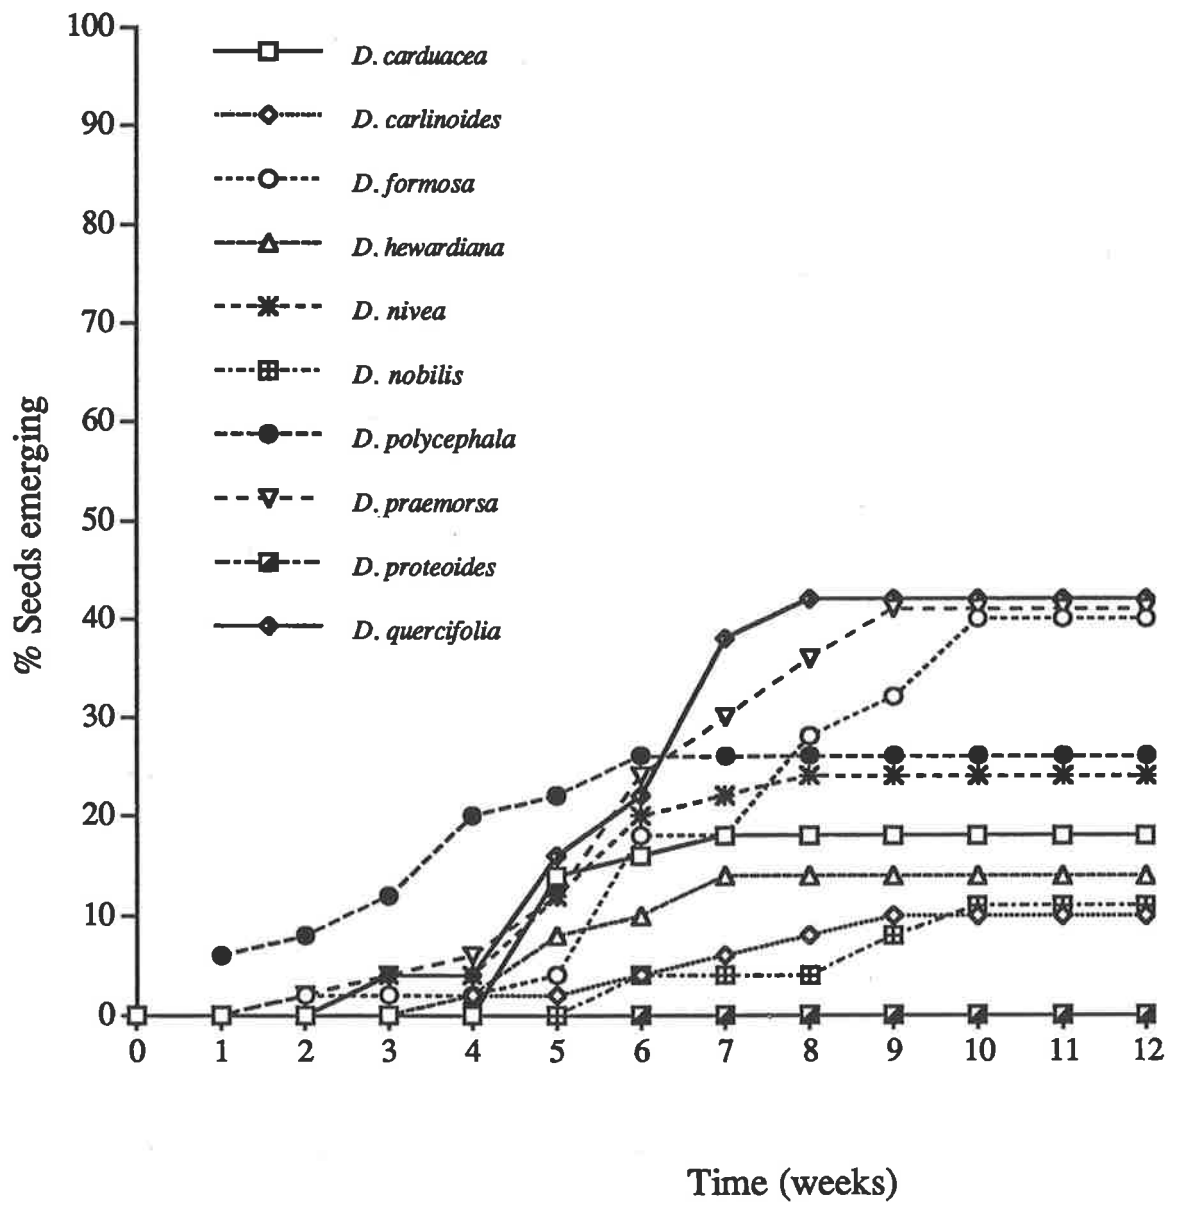 100
90
80
70
60
50
40
30
20
10
0
% Seeds emerging
D. carduacea
D. carlinoides
D. formosa
D. hewardiana
D. nivea
D. nobilis
D. polycephala
D. praemorsa
D. proteoides
D. quercifolia
0 1 2 3 4 5 6 7 8 9 10 11 12
Time (weeks)